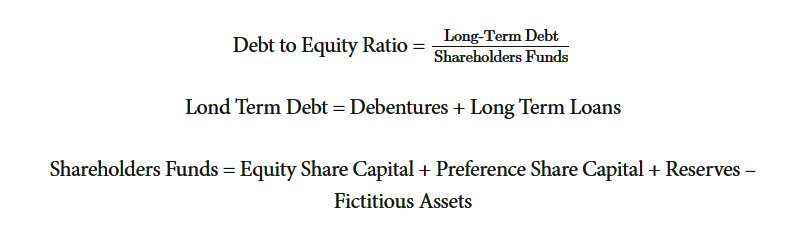 Debt to Equity Ratio = Long-Term Debt / Shareholders Funds
Lond Term Debt = Debentures + Long Term Loans
Shareholders Funds = Equity Share Capital + Preference Share Capital + Reserves –
Fictitious Assets